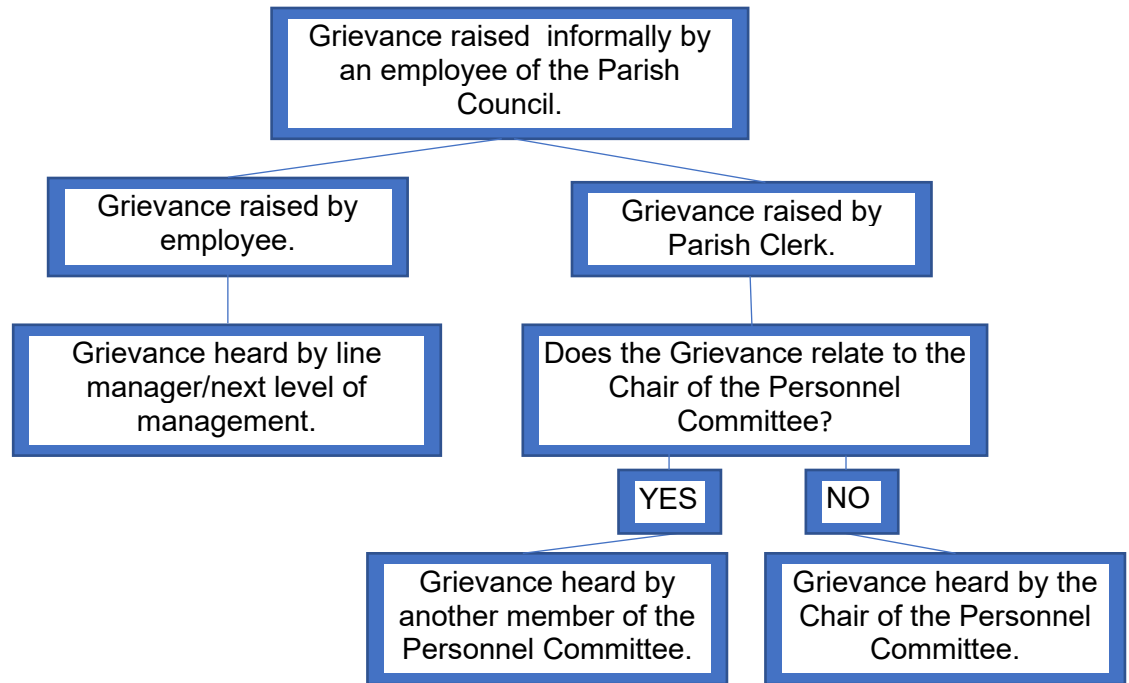 Grievance raised  informally by
an employee of the Parish
Council.
Grievance raised by
employee.
Grievance raised by
Parish Clerk.
Grievance heard by line
manager/next level of
management.
Does the Grievance relate to the
Chair of the Personnel
Committee?
YES
NO
Grievance heard by
another member of the
Personnel Committee.
Grievance heard by the
Chair of the Personnel
Committee.